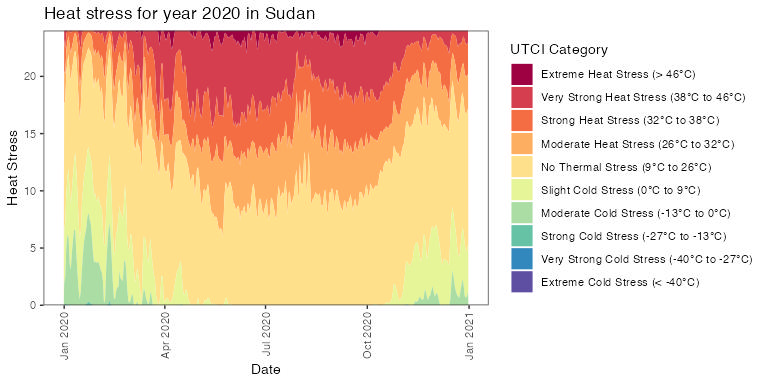 Heat stress for year 2020 in Sudan
Heat Stress
20
15
10
5
0
Jan 2020
Apr 2020
Jul 2020
Oct 2020
Jan 2021
Date
UTCI Category
Extreme Heat Stress (> 46°C)
Very Strong Heat Stress (38°C to 46°C)
Strong Heat Stress (32°C to 38°C)
Moderate Heat Stress (26°C to 32°C)
No Thermal Stress (9°C to 26°C)
Slight Cold Stress (0°C to 9°C)
Moderate Cold Stress (-13°C to 0°C)
Strong Cold Stress (-27°C to -13°C)
Very Strong Cold Stress (-40°C to -27°C)
Extreme Cold Stress (< -40°C)